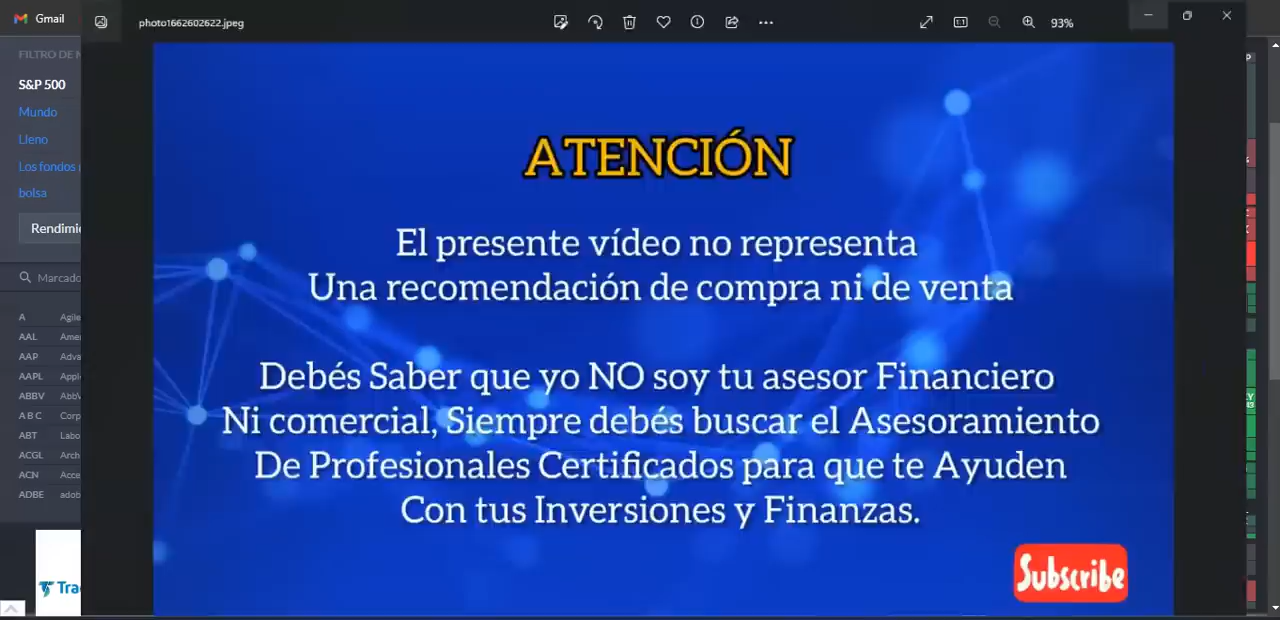 Gmail
photo1662602622.jpeg
93%
S&P 500
Mundo
Lleno
Los fondos
bolsa
A
AAL
AAP
AAPL
ABBV
ABC
ABT
ACGL
ACN
ADBE adob
ATENCIÓN
El presente vídeo no representa
Una recomendación de compra ni de venta
Debés Saber que yo NO soy tu asesor Financiero
Ni comercial, Siempre debés buscar el Asesoramiento
De Profesionales Certificados para que te Ayuden
Con tus Inversiones y Finanzas.
Subscribe